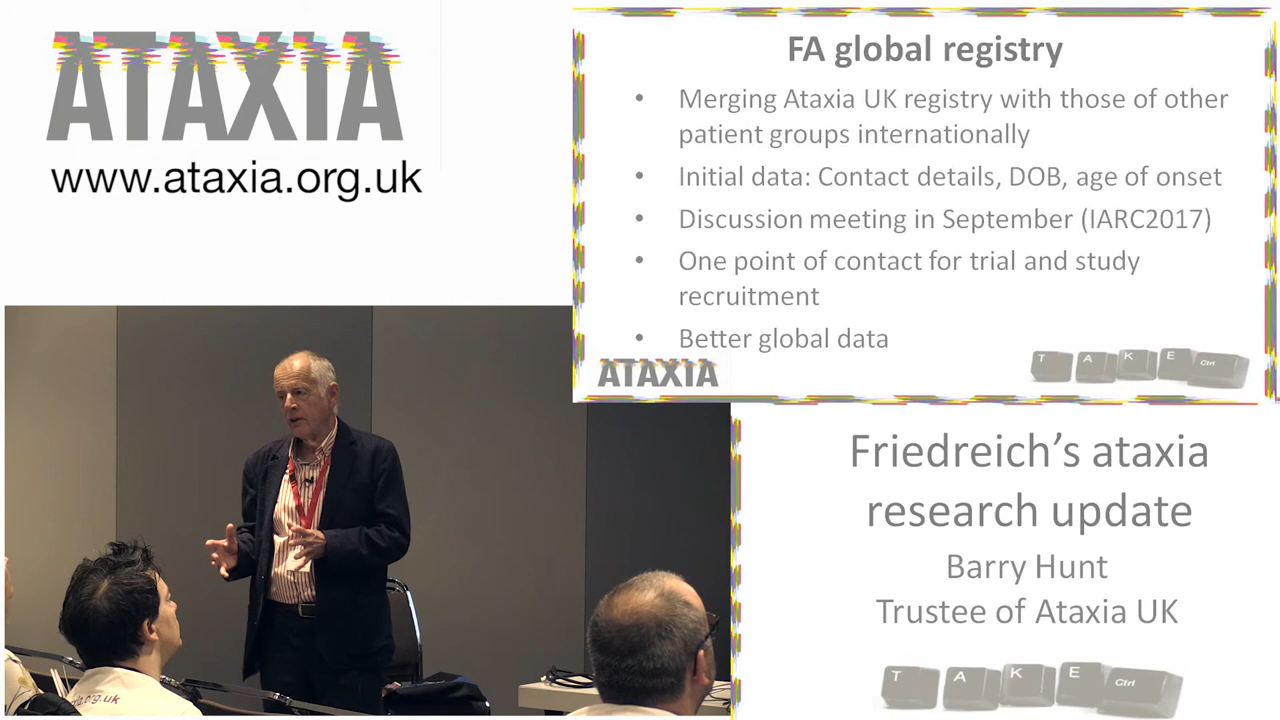 ATAXIA
www.ataxia.org.uk
FA global registry
• Merging Ataxia UK registry with those of other
patient groups internationally
• Initial data: Contact details, DOB, age of onset
• Discussion meeting in September (IARC2017)
• One point of contact for trial and study
recruitment
• Better global data
ATAXIA
T A K E Ctrl
Friedreich's ataxia
research update
Barry Hunt
Trustee of Ataxia UK
T A K E Ctrl
.org.uk